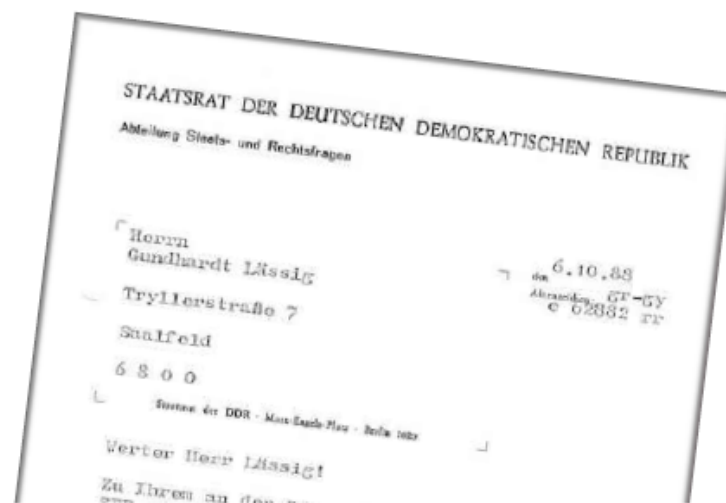 STAATSRAT DER DEUTSCHEN DEMOKRATISCHEN REPUBLIK
Abteilung Staats- und Rechtsfragen
Herrn
Gundhardt Lässig
Tryllerstraße 7
Saalfeld
6 8 0 0
den 6.10.88
Aktenzeichen gr-gy
e 62882 rr
Staatsrat der DDR - Marx-Engels-Platz - Berlin 1020
Werter Herr Lässig!
Zu Ihrem an den